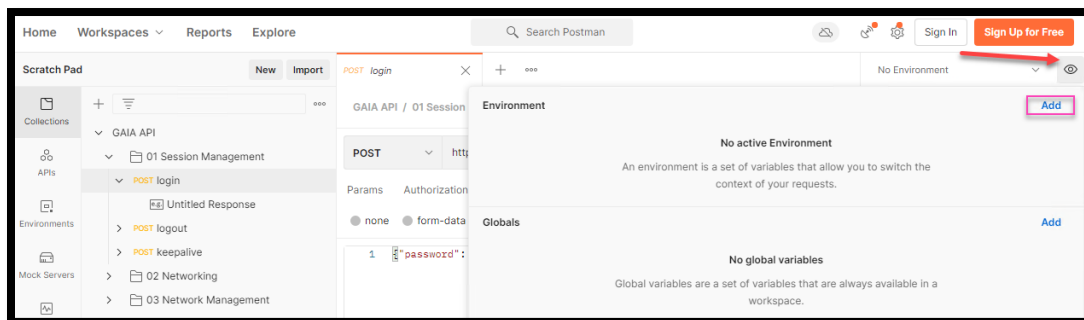 Home Workspaces Reports Explore Search Postman Sign In Sign Up for Free
Scratch Pad New Import POST login No Environment
Collections
APIs
Environments
Mock Servers
GAIA API
01 Session Management
POST login
e.g. Untitled Response
POST logout
POST keepalive
02 Networking
03 Network Management
GAIA API / 01 Session
POST http
Params Authorization
none form-data
1 {"password":
Environment Add
No active Environment
An environment is a set of variables that allow you to switch the
context of your requests.
Globals Add
No global variables
Global variables are a set of variables that are always available in a
workspace.